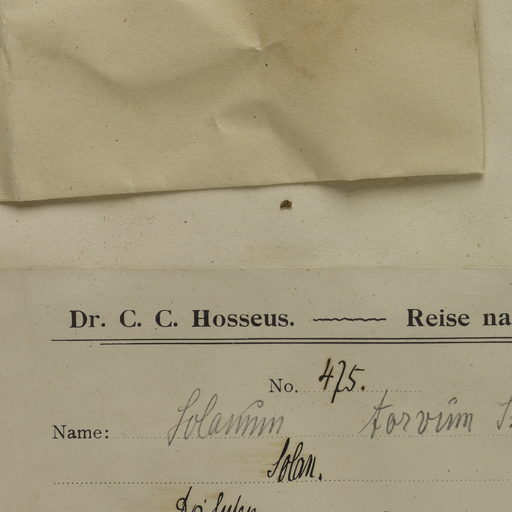 Dr. C. C. Hosseus. Reise na
No. 475.
Name: Solanum torvum
Solan.